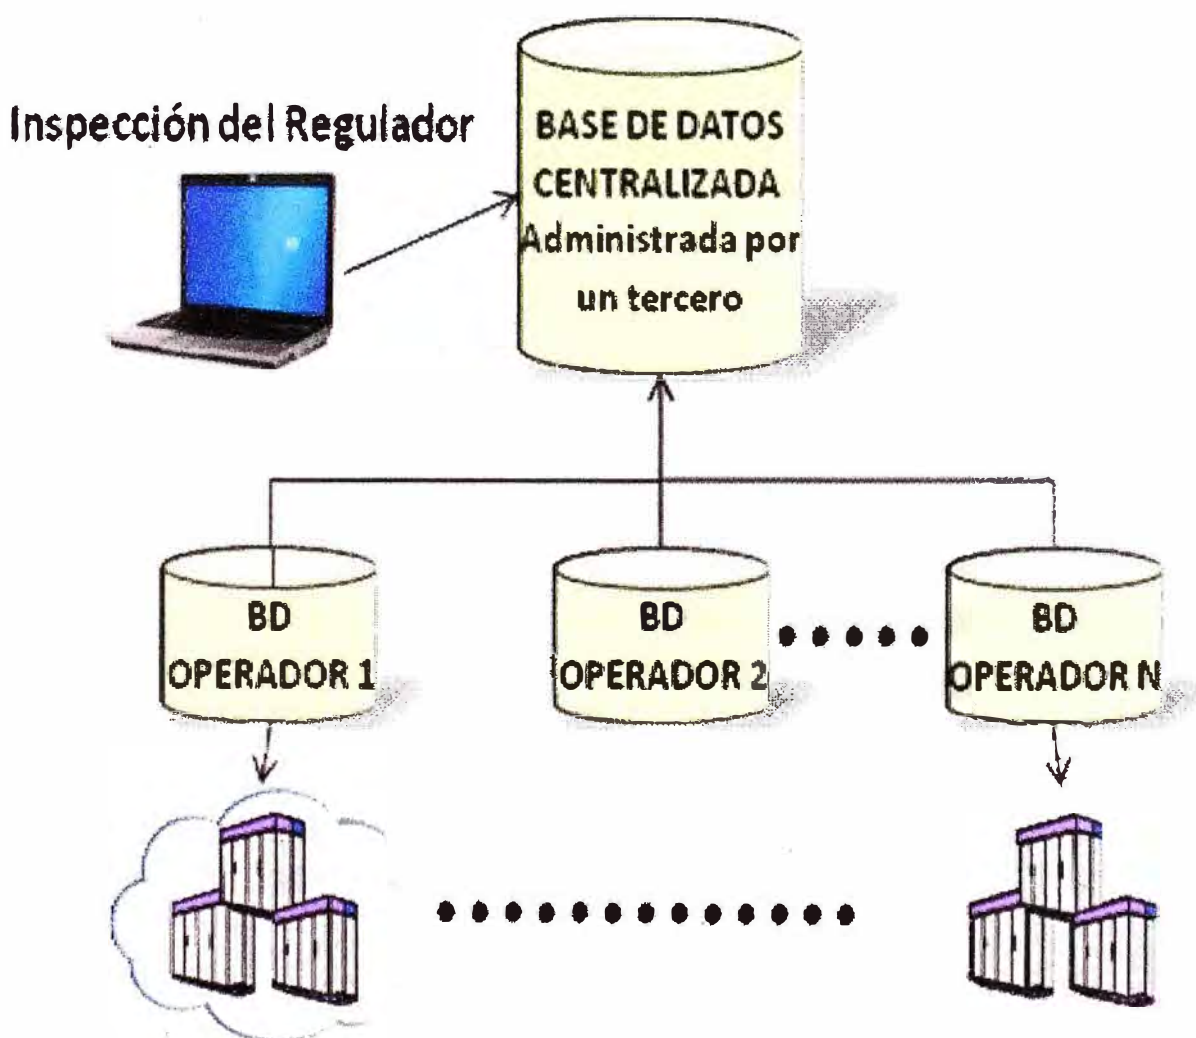 Inspección del Regulador
BASE DE DATOS
CENTRALIZADA
Administrada por
un tercero
BD
OPERADOR 1
BD
OPERADOR 2
BD
OPERADOR N